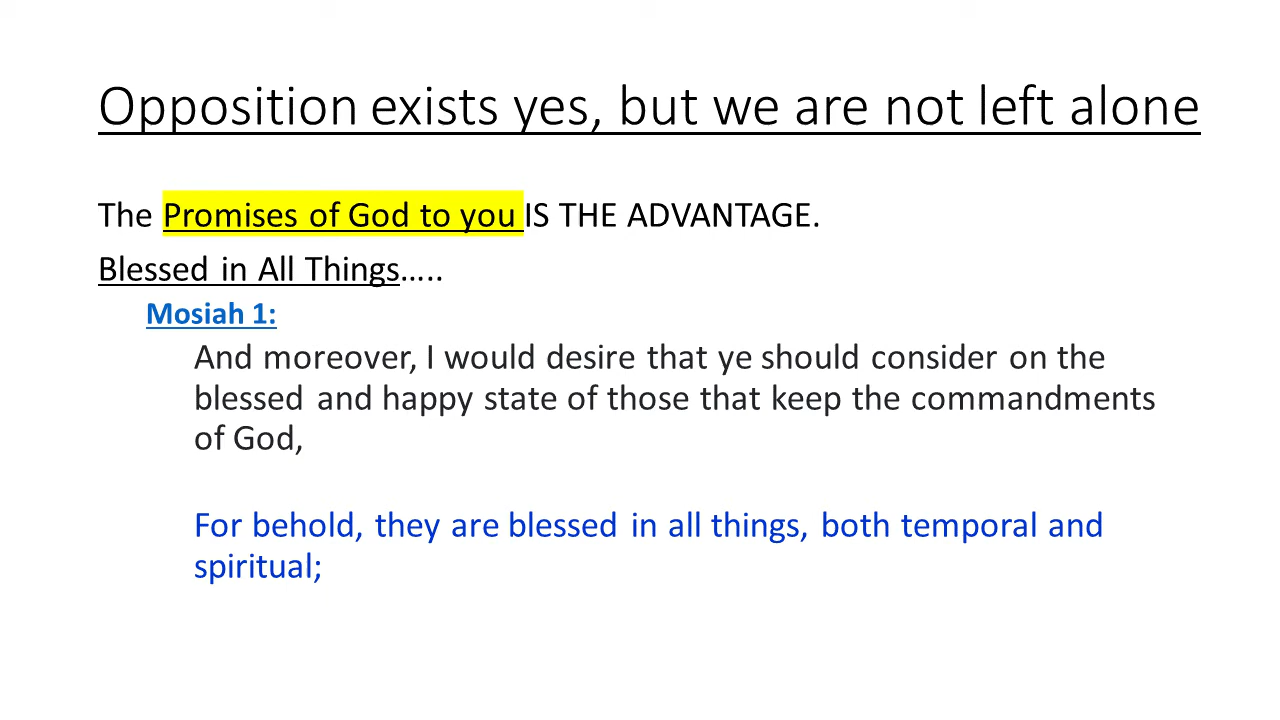 Opposition exists yes, but we are not left alone
The Promises of God to you IS THE ADVANTAGE.
Blessed in All Things…..
Mosiah 1:
And moreover, I would desire that ye should consider on the
blessed and happy state of those that keep the commandments
of God,
For behold, they are blessed in all things, both temporal and
spiritual;